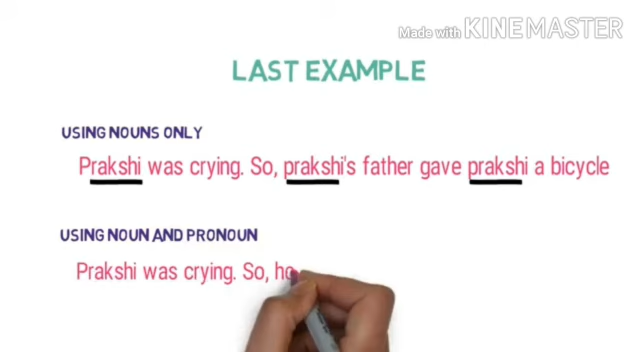 Made with KINEMASTER
LAST EXAMPLE
USING NOUNS ONLY
Prakshi was crying. So, prakshi's father gave prakshi a bicycle
USING NOUN AND PRONOUN
Prakshi was crying. So,